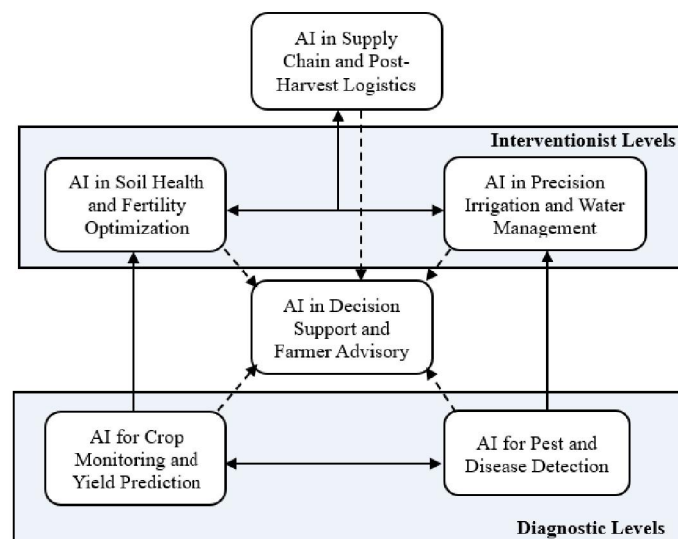 AI in Supply
Chain and Post-
Harvest Logistics
Interventionist Levels
AI in Soil Health
and Fertility
Optimization
AI in Precision
Irrigation and Water
Management
AI in Decision
Support and
Farmer Advisory
AI for Crop
Monitoring and
Yield Prediction
AI for Pest and
Disease Detection
Diagnostic Levels